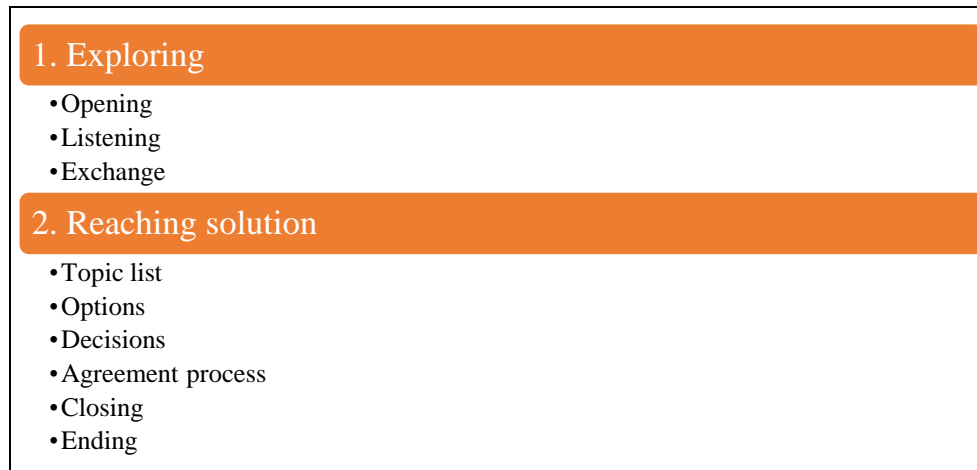 1. Exploring
•Opening
•Listening
•Exchange
2. Reaching solution
•Topic list
•Options
•Decisions
•Agreement process
•Closing
•Ending